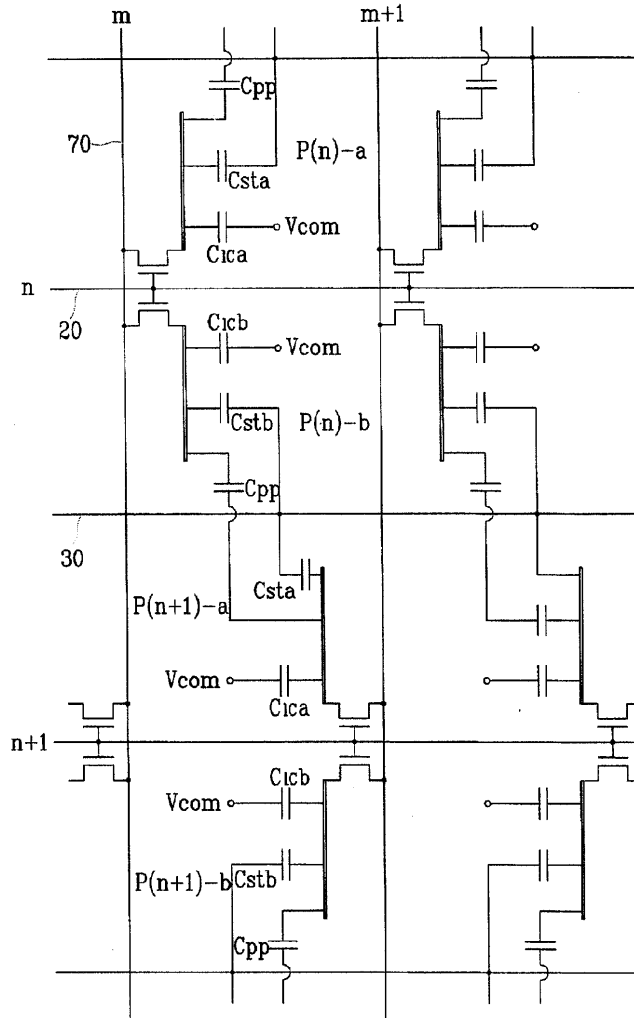 m
m+1
Cpp
70
P(n)-a
Csta
Vcom
Clca
n
20
Clcb
Vcom
Cstb
P(n)-b
Cpp
30
Csta
P(n+1)-a
Vcom
Clca
n+1
Clcb
Vcom
P(n+1)-b
Cstb
Cpp